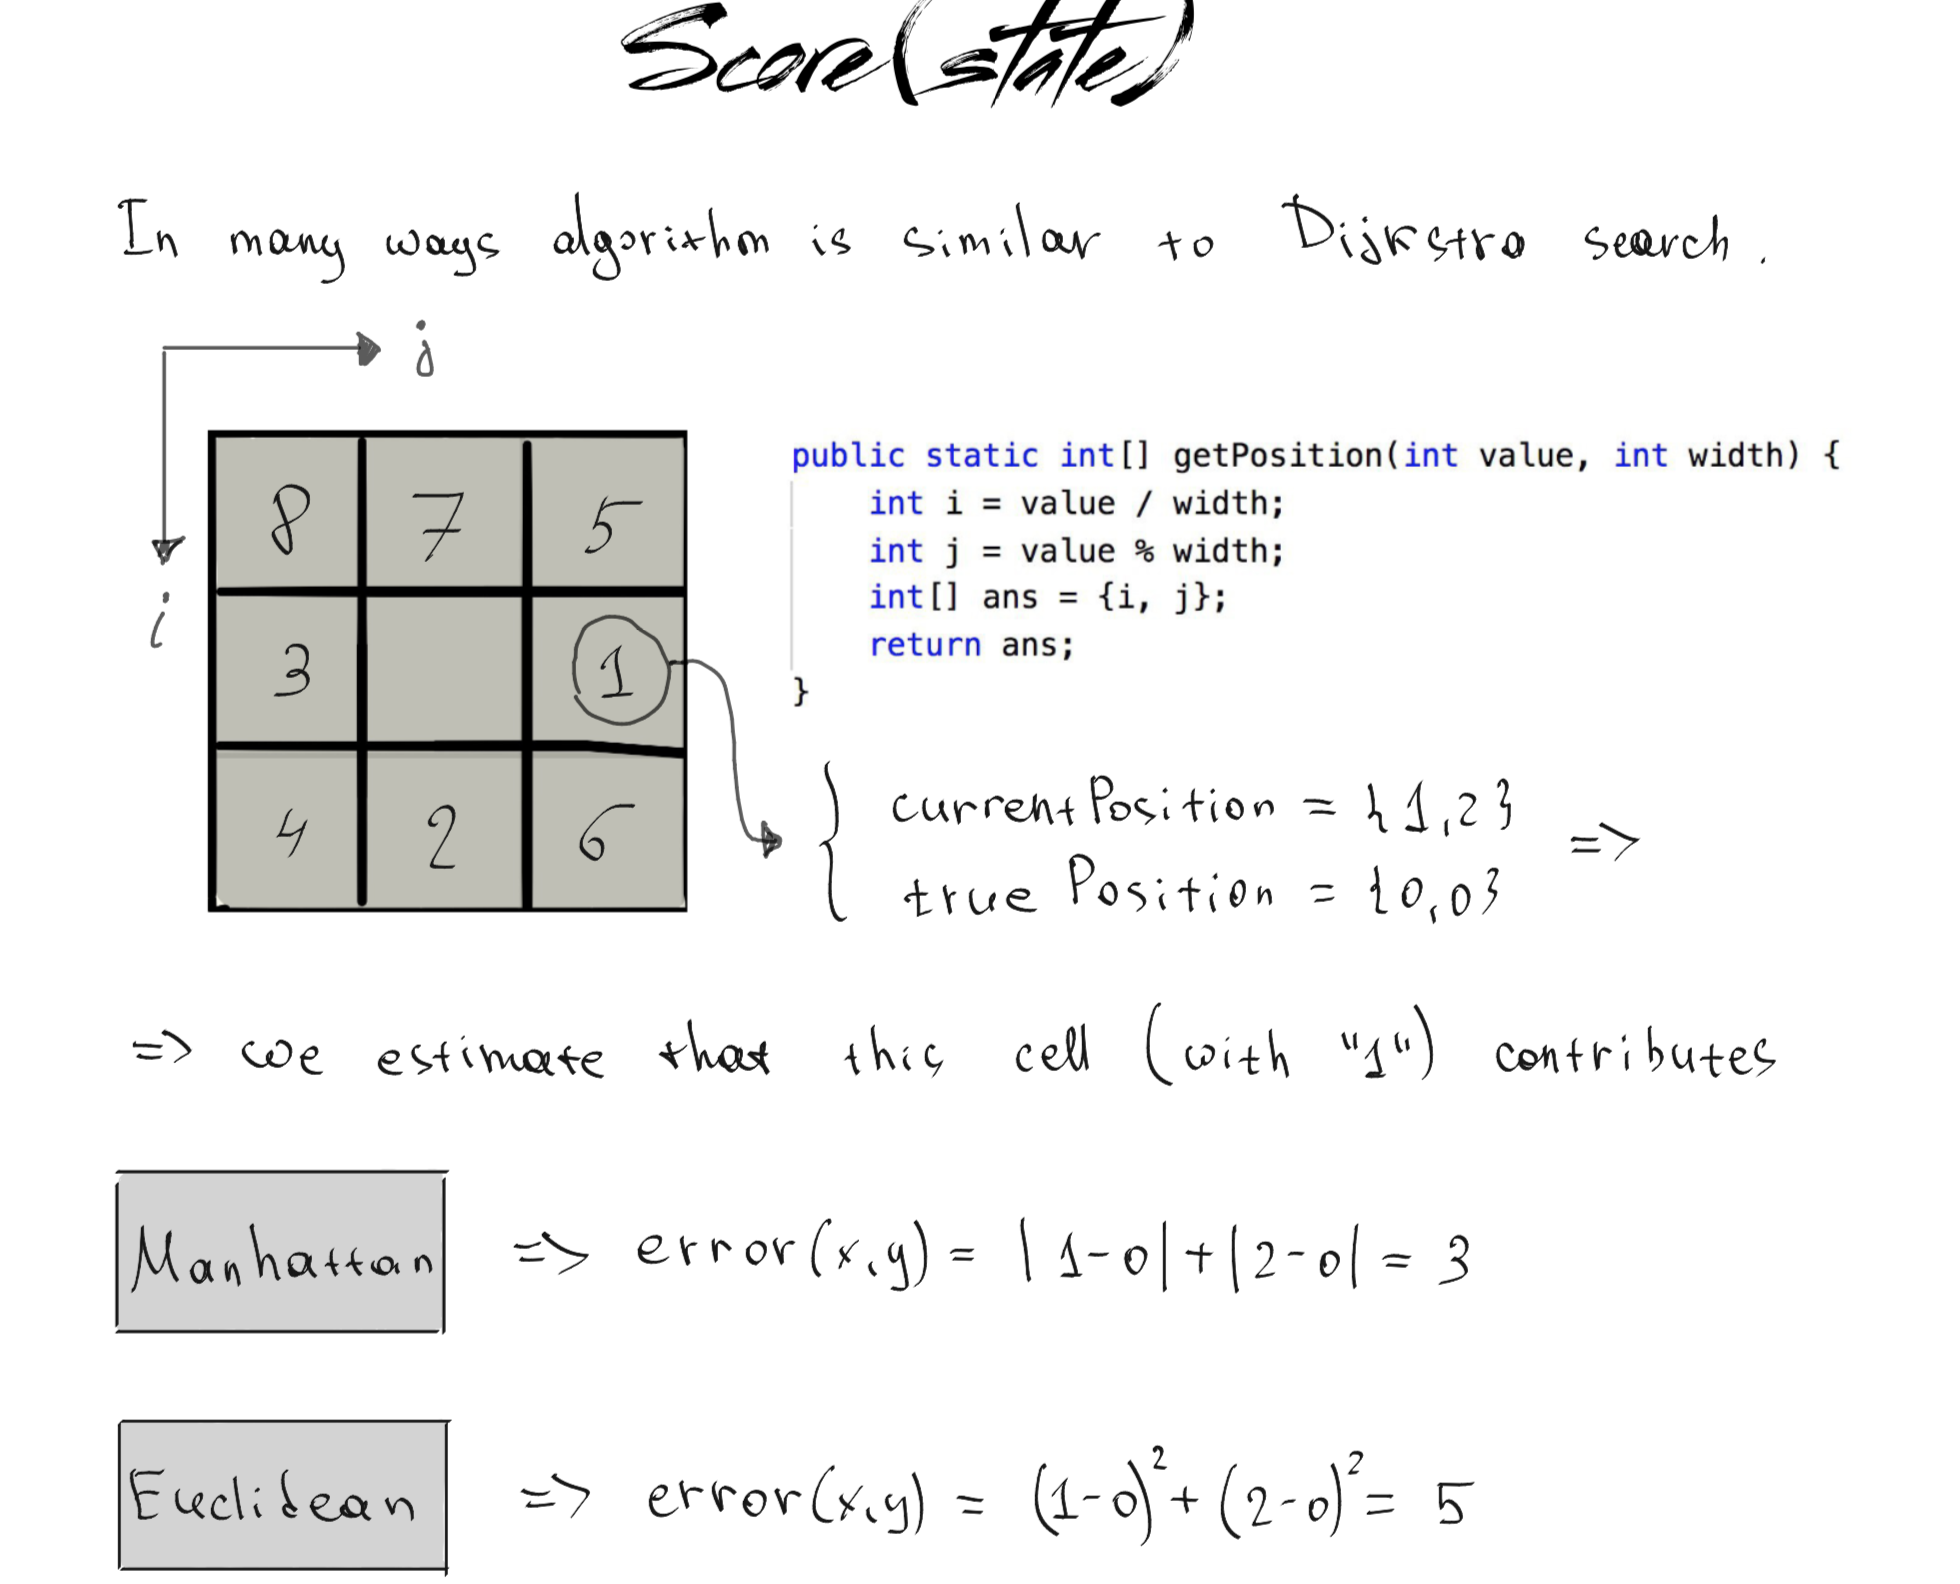 Score(state)
In many ways algorithm is similar to Dijkstra search.
j
i
8 7 5
3 1
4 2 6
public static int[] getPosition(int value, int width) {
int i = value / width;
int j = value % width;
int[] ans = {i, j};
return ans;
}
currentPosition = {1,2}
true Position = {0,0} =>
=> we estimate that this cell (with "1") contributes
Manhattan => error(x,y) = |1-0|+|2-0| = 3
Euclidean => error(x,y) = (1-0)²+(2-0)² = 5